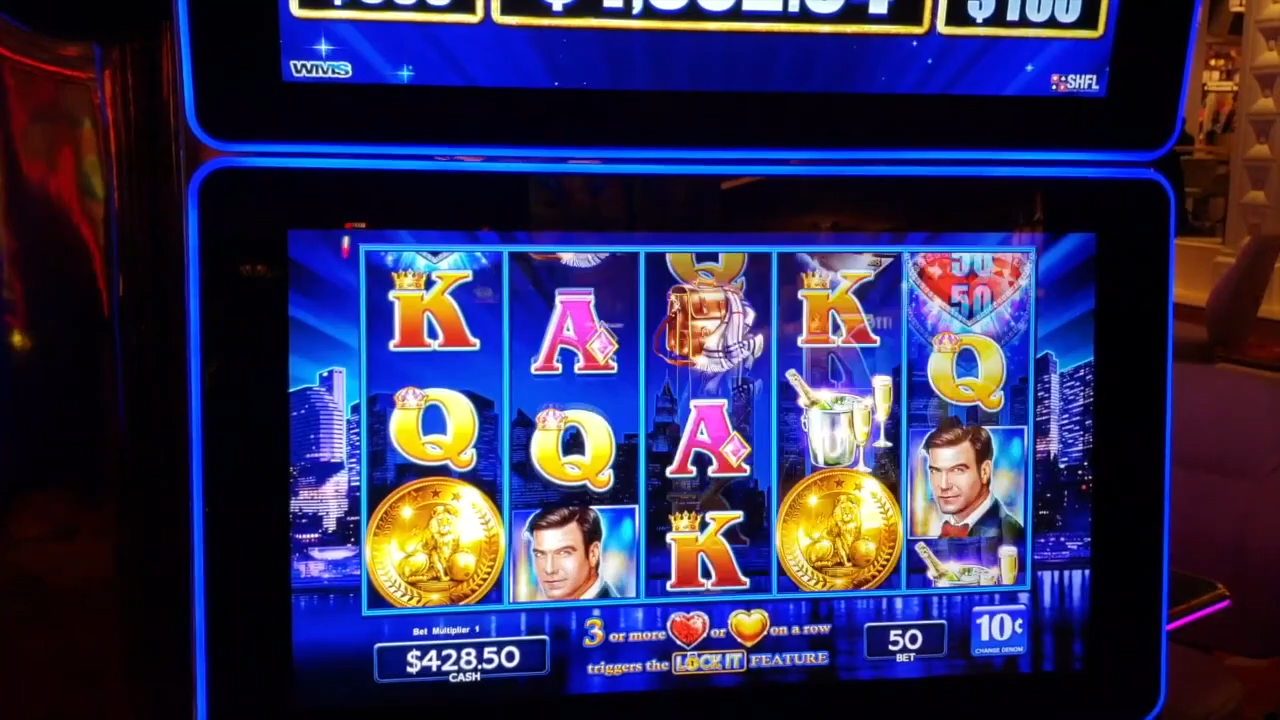 WMS
SHFL
50
50
K
K
A
Q
Q
Q
A
K
Bet Multiplier 1
$428.50
CASH
3 or more or on a row
triggers the LOCK IT FEATURE
50
BET
10¢
CHANGE DENOM